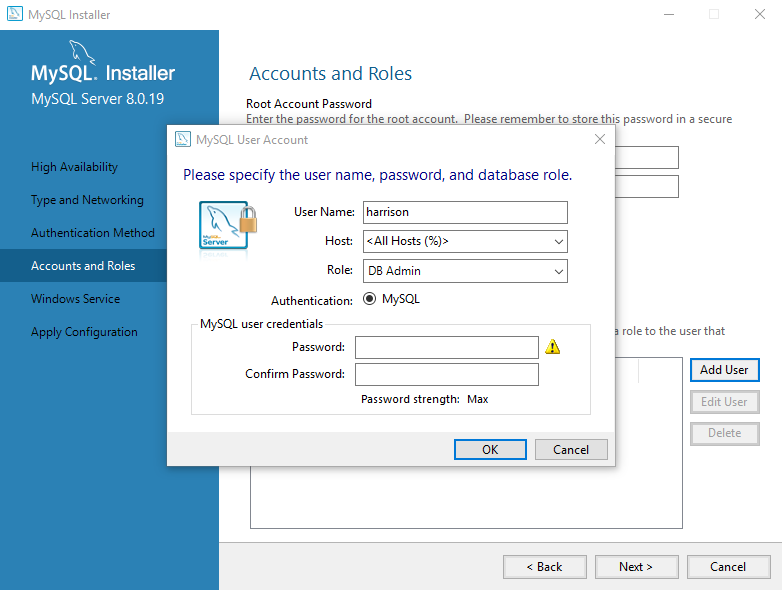 MySQL Installer
MySQL. Installer
MySQL Server 8.0.19
High Availability
Type and Networking
Authentication Method
Accounts and Roles
Windows Service
Apply Configuration
Accounts and Roles
Root Account Password
Enter the password for the root account. Please remember to store this password in a secure
MySQL User Account
Please specify the user name, password, and database role.
MySQL
Server
User Name: harrison
Host: <All Hosts (%)>
Role: DB Admin
Authentication: MySQL
MySQL user credentials
Password:
Confirm Password:
Password strength: Max
OK Cancel
a role to the user that
Add User
Edit User
Delete
< Back Next > Cancel